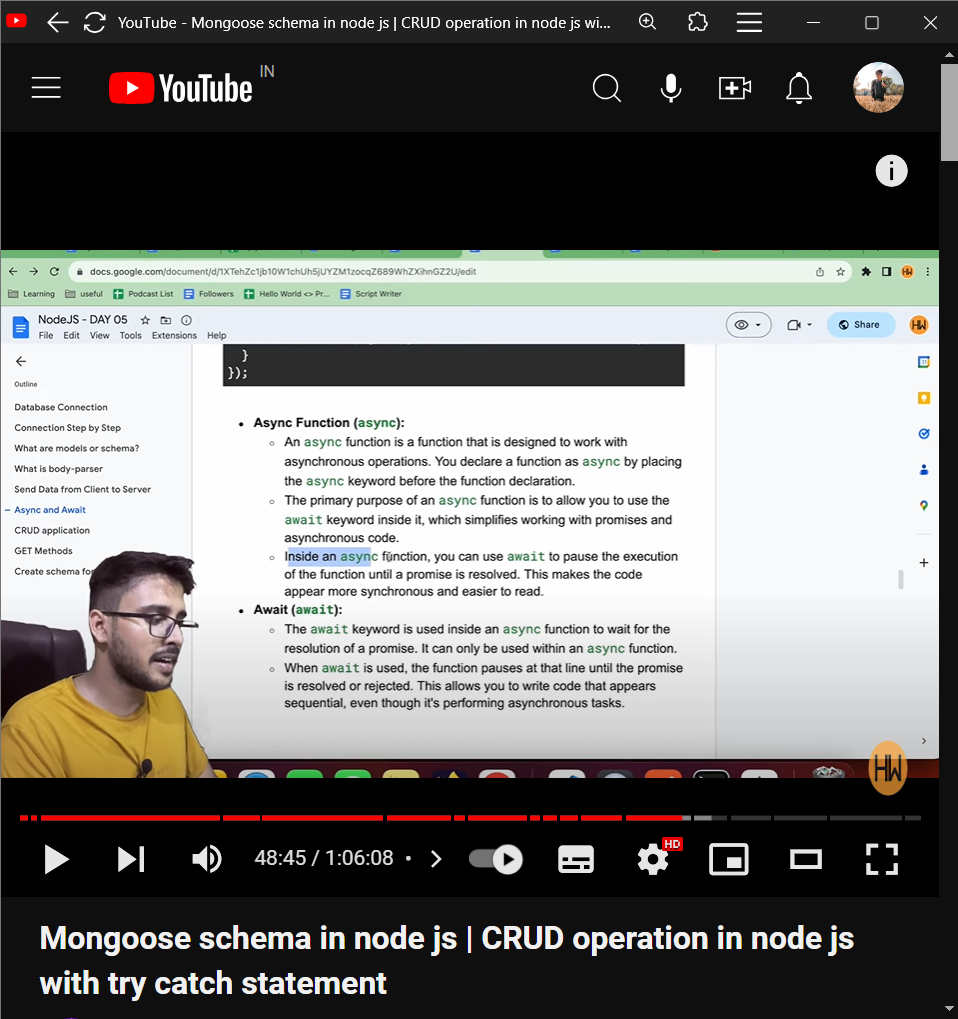 YouTube - Mongoose schema in node js | CRUD operation in node js wi...
YouTube IN
docs.google.com/document/d/1XTehZc1jb10W1chUh5jUYZM1zocqZ689WhZXihnGZ2U/edit
Learning useful Podcast List Followers Hello World <> Pr... Script Writer
NodeJS - DAY 05
File Edit View Tools Extensions Help
Share
HW
Outline
Database Connection
Connection Step by Step
What are models or schema?
What is body-parser
Send Data from Client to Server
Async and Await
CRUD application
GET Methods
Create schema for
}
});
• Async Function (async):
○ An async function is a function that is designed to work with
asynchronous operations. You declare a function as async by placing
the async keyword before the function declaration.
○ The primary purpose of an async function is to allow you to use the
await keyword inside it, which simplifies working with promises and
asynchronous code.
○ Inside an async function, you can use await to pause the execution
of the function until a promise is resolved. This makes the code
appear more synchronous and easier to read.
• Await (await):
○ The await keyword is used inside an async function to wait for the
resolution of a promise. It can only be used within an async function.
○ When await is used, the function pauses at that line until the promise
is resolved or rejected. This allows you to write code that appears
sequential, even though it's performing asynchronous tasks.
HW
48:45 / 1:06:08 •
HD
Mongoose schema in node js | CRUD operation in node js
with try catch statement